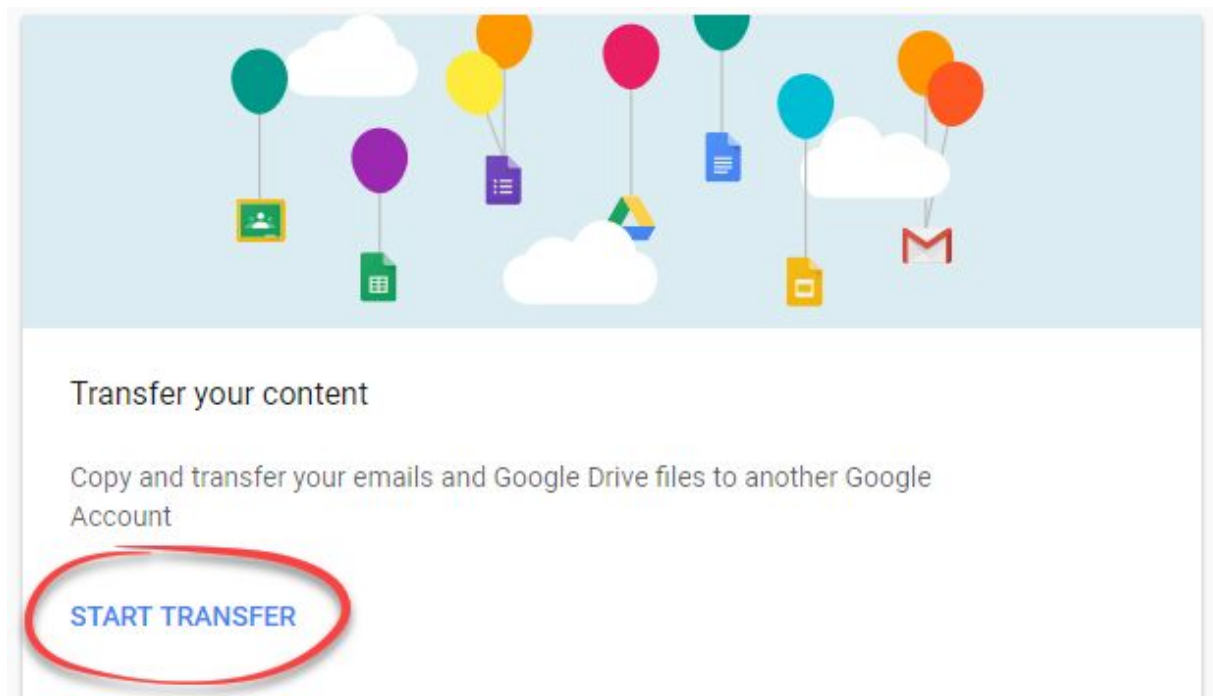 Transfer your content
Copy and transfer your emails and Google Drive files to another Google
Account
START TRANSFER